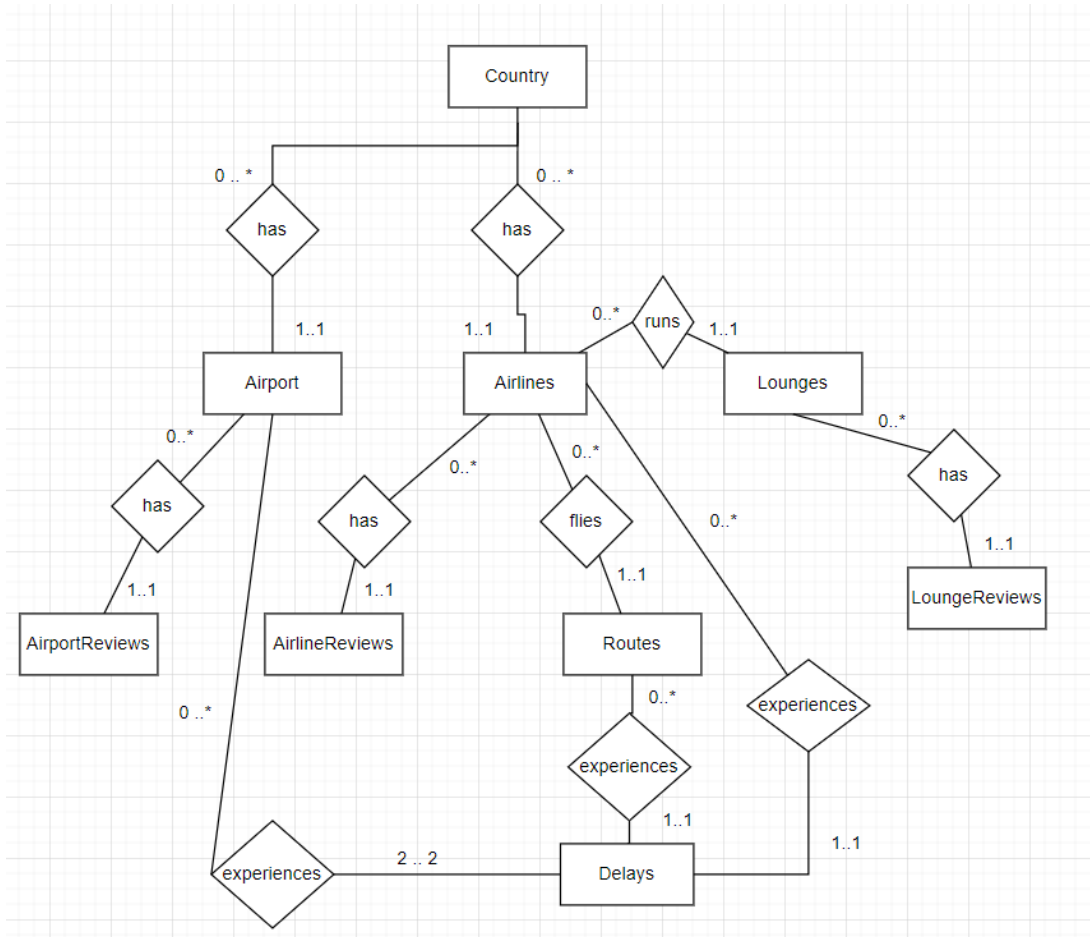 Country
0 .. *
0 .. *
has
has
0..*
runs
1..1
1..1
1..1
Airport
Airlines
Lounges
0..*
0..*
0..*
0..*
has
has
has
flies
0..*
1..1
1..1
1..1
1..1
LoungeReviews
AirportReviews
AirlineReviews
Routes
0 ..*
0..*
experiences
experiences
1..1
1..1
2 .. 2
experiences
Delays